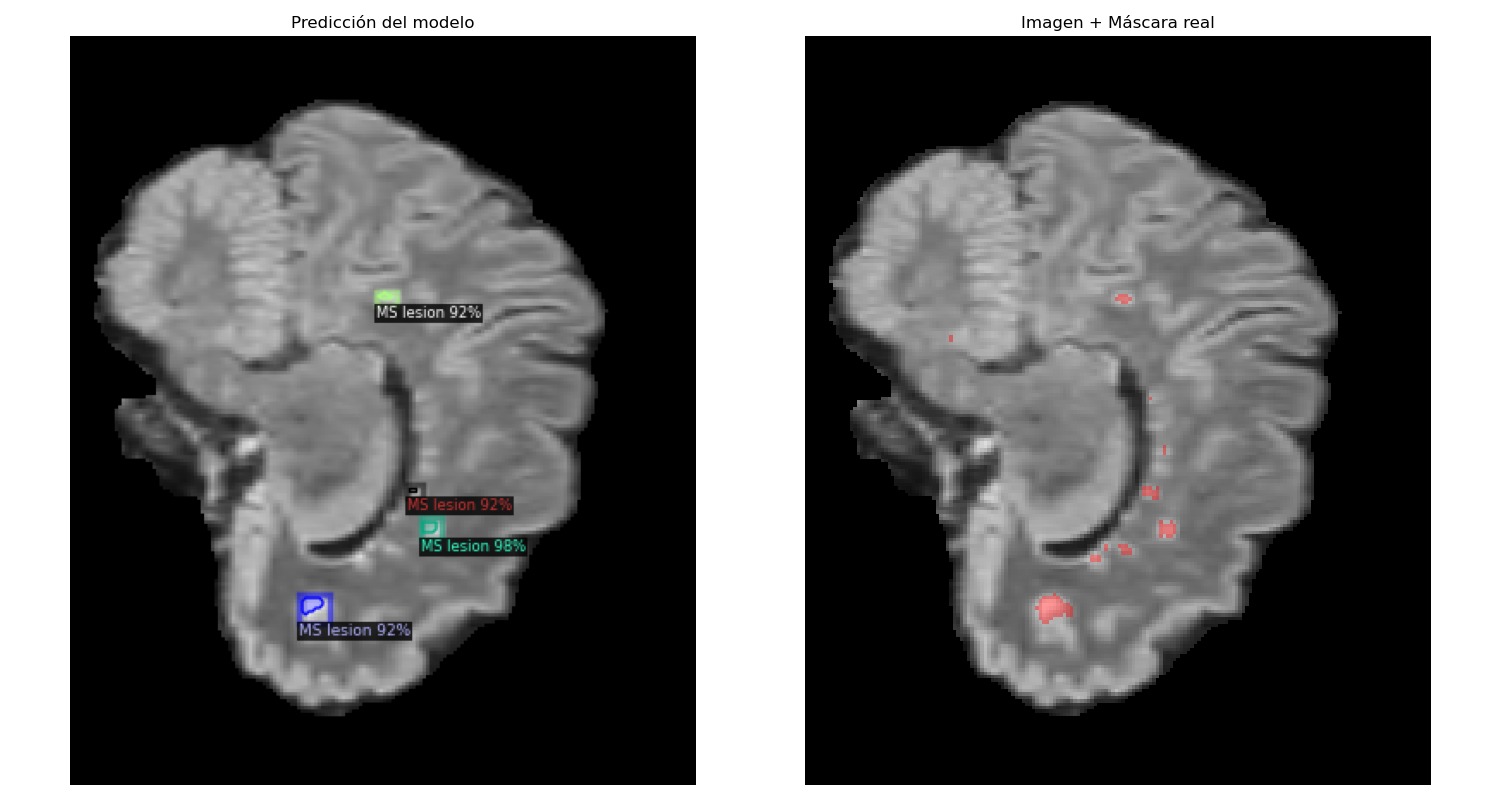 Predicción del modelo
Imagen + Máscara real
MS lesion 92%
MS lesion 92%
MS lesion 98%
MS lesion 92%